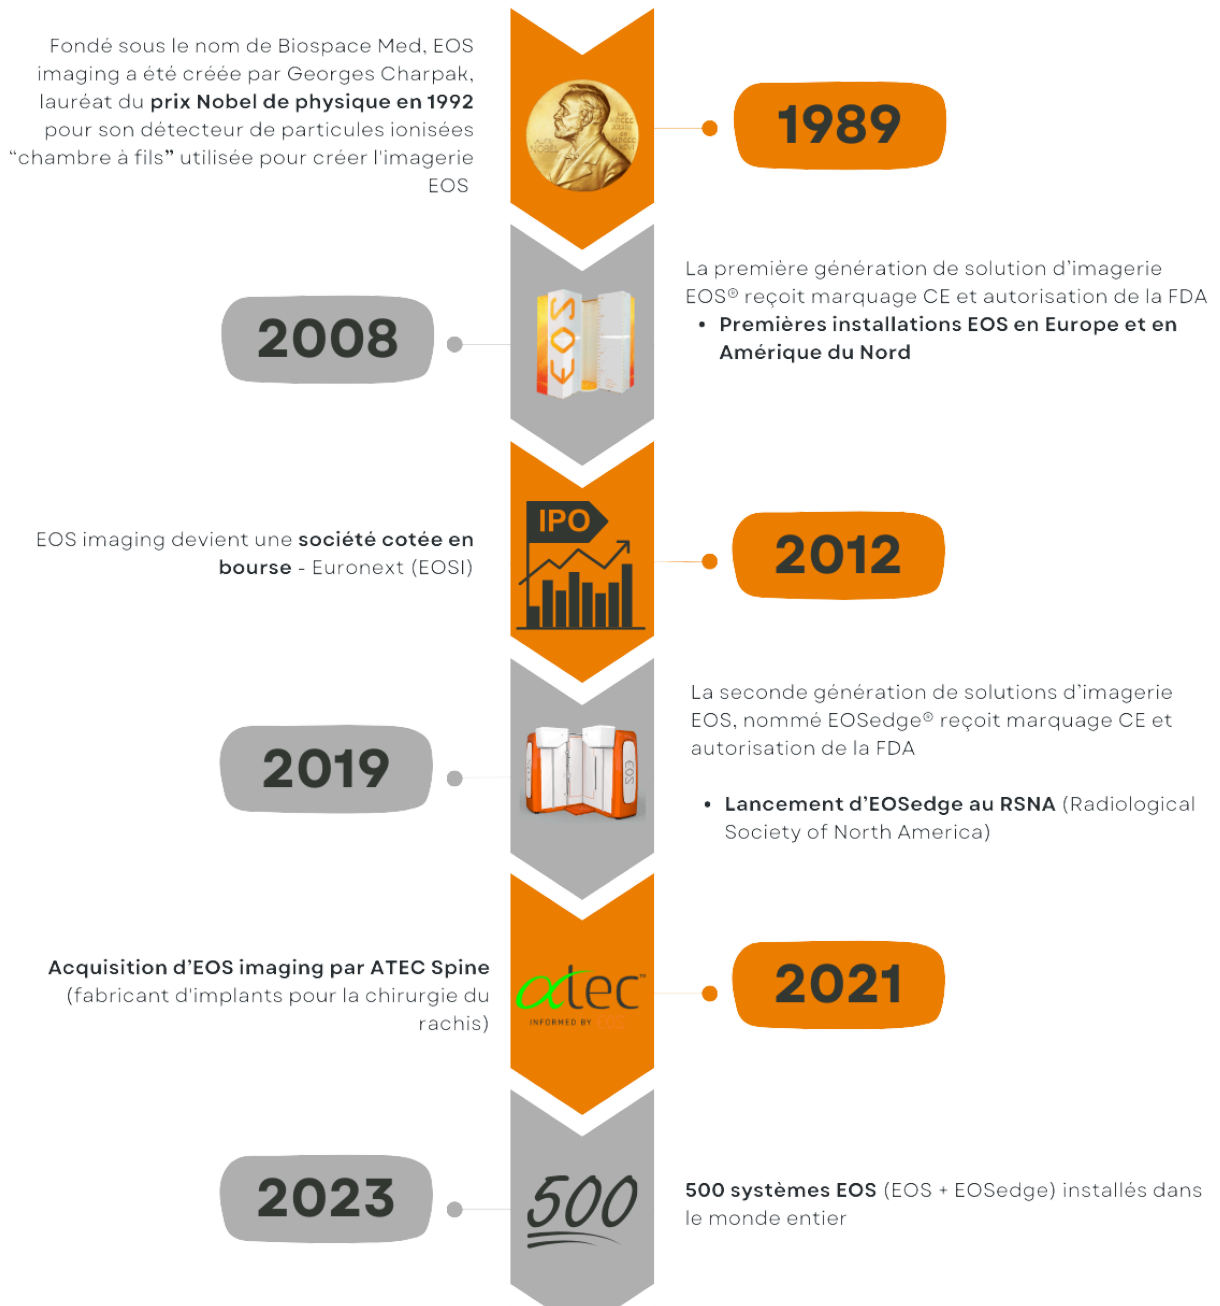 Fondé sous le nom de Biospace Med, EOS
imaging a été créée par Georges Charpak,
lauréat du prix Nobel de physique en 1992
pour son détecteur de particules ionisées
“chambre à fils” utilisée pour créer l'imagerie
EOS
1989
2008
EOS
La première génération de solution d’imagerie
EOS® reçoit marquage CE et autorisation de la FDA
• Premières installations EOS en Europe et en
Amérique du Nord
EOS imaging devient une société cotée en
bourse - Euronext (EOSI)
IPO
2012
2019
EOS
La seconde génération de solutions d’imagerie
EOS, nommé EOSedge® reçoit marquage CE et
autorisation de la FDA
• Lancement d’EOSedge au RSNA (Radiological
Society of North America)
Acquisition d’EOS imaging par ATEC Spine
(fabricant d'implants pour la chirurgie du
rachis)
atec™
INFORMED BY EOS
2021
2023
500
500 systèmes EOS (EOS + EOSedge) installés dans
le monde entier